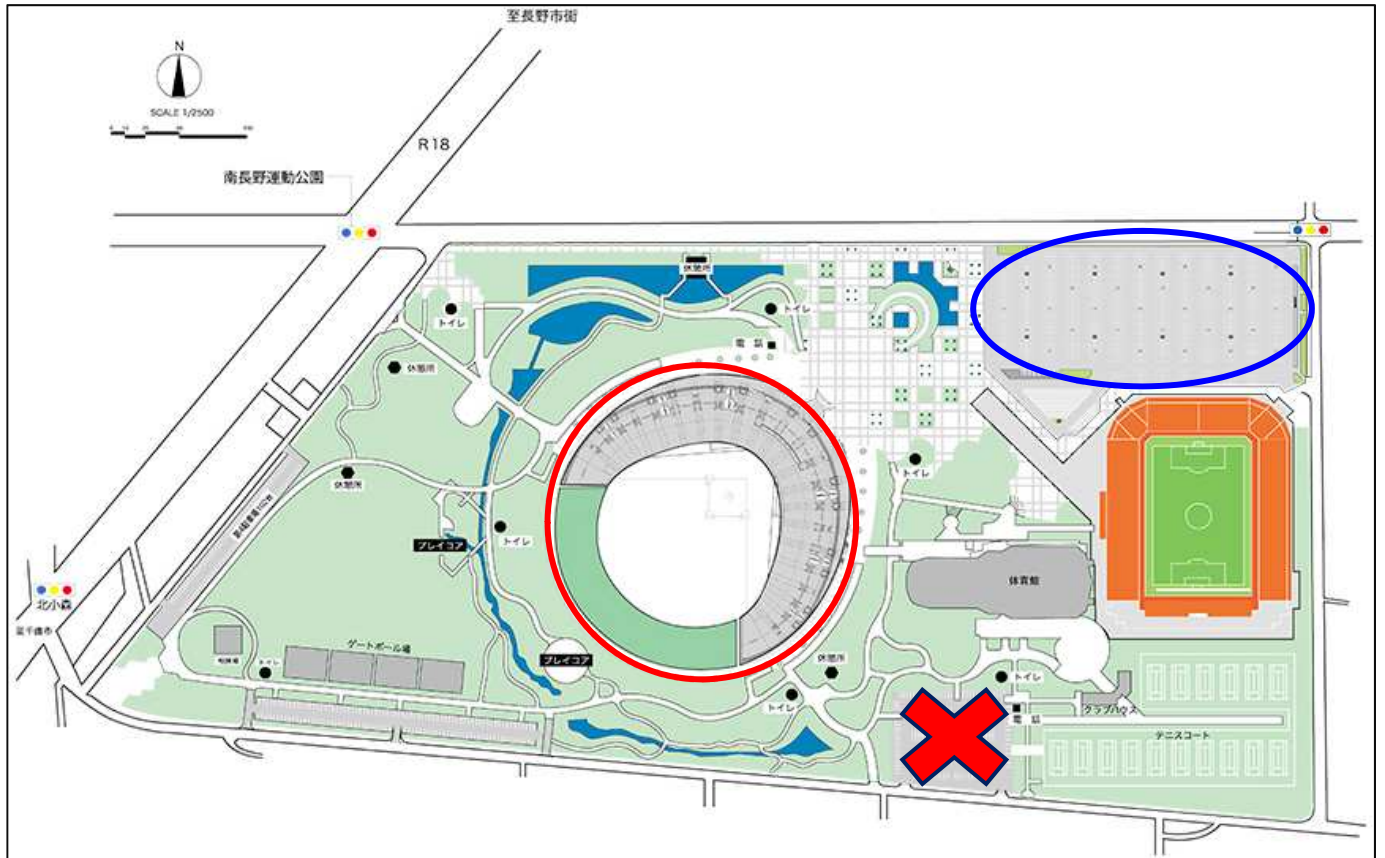 至長野市街
N
SCALE 1/2500
R18
南長野運動公園
休憩所
トイレ
トイレ
電話
休憩所
トイレ
休憩所
プレイコア
トイレ
体育館
北小森
至千曲市
ゲートボール場
プレイコア
休憩所
トイレ
トイレ
トイレ
電話
クラブハウス
テニスコート